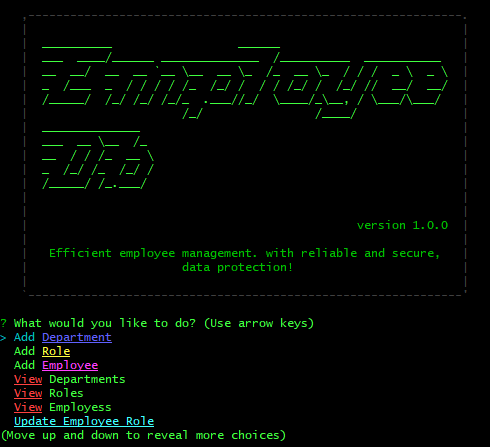 Employee
Db
version 1.0.0
Efficient employee management. with reliable and secure,
data protection!
? What would you like to do? (Use arrow keys)
> Add Department
Add Role
Add Employee
View Departments
View Roles
View Employess
Update Employee Role
(Move up and down to reveal more choices)